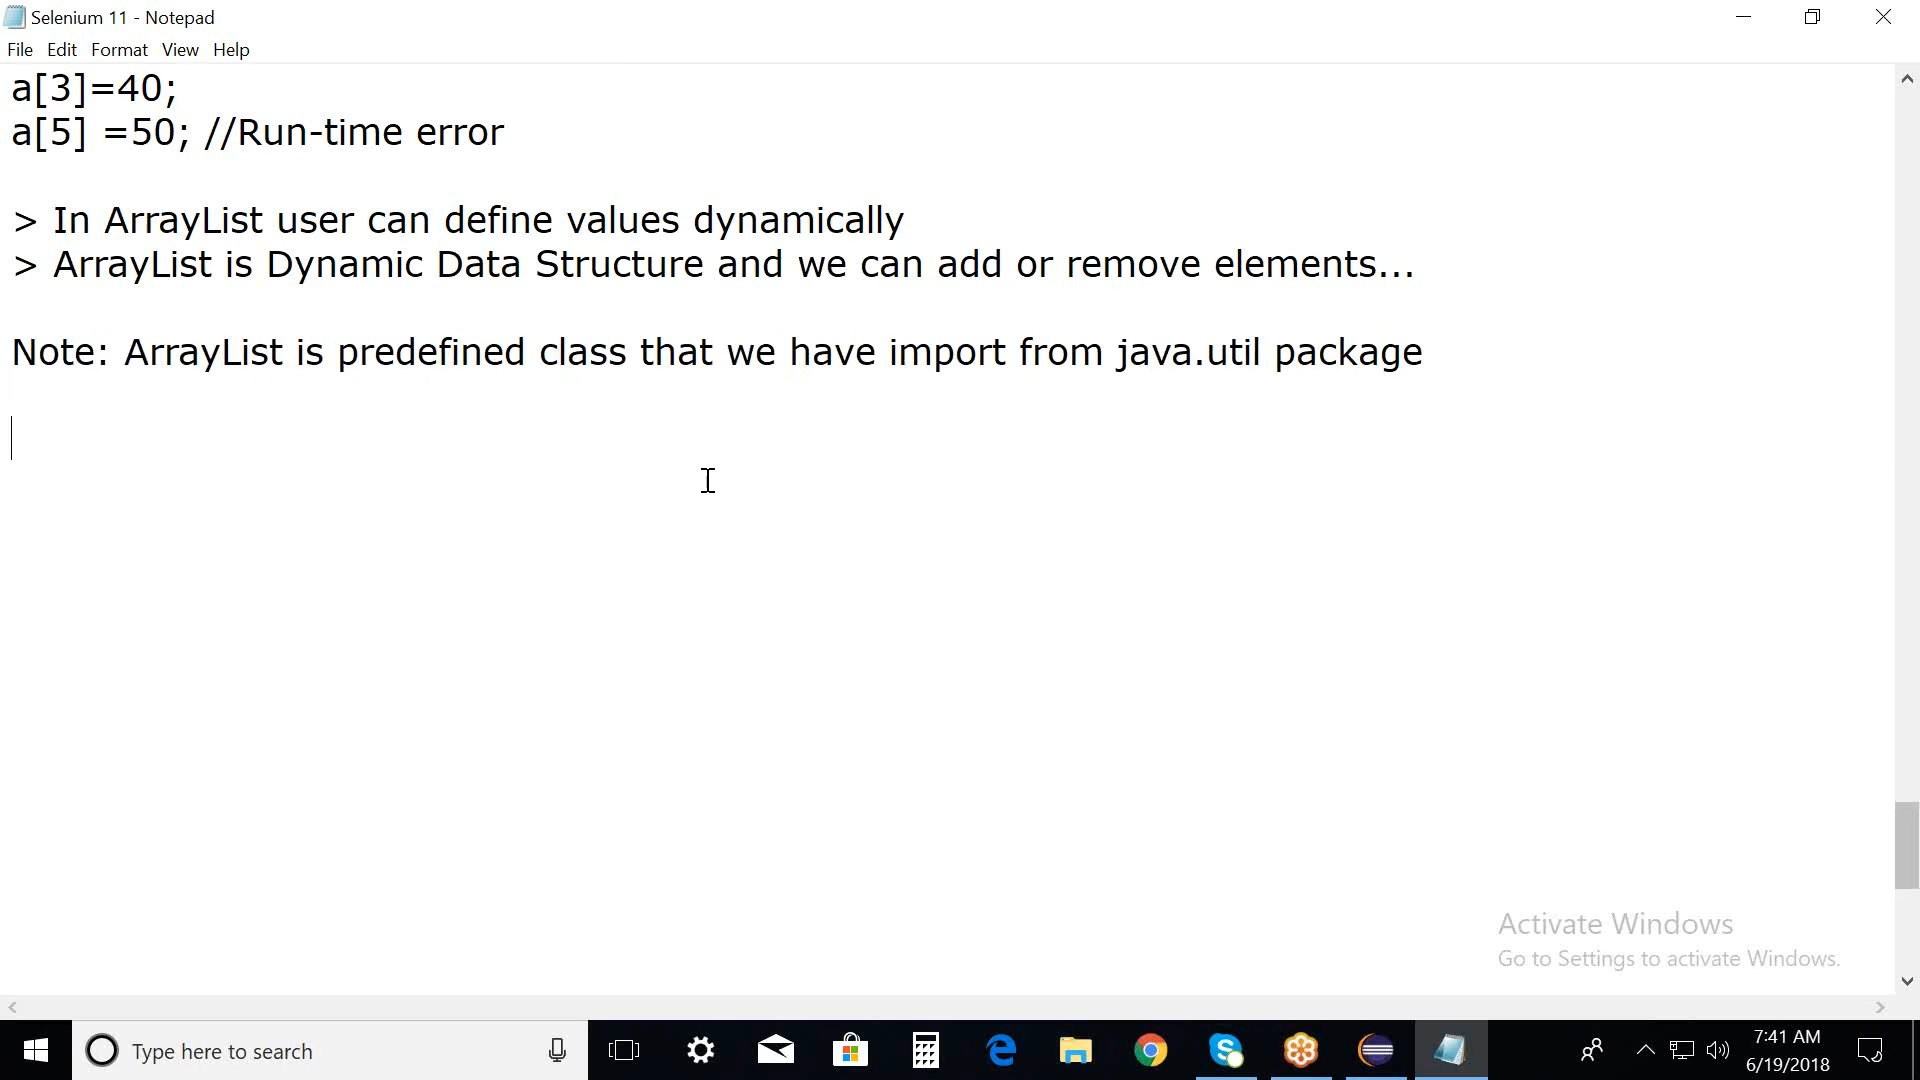 Selenium 11 - Notepad
File Edit Format View Help
a[3]=40;
a[5] =50; //Run-time error
> In ArrayList user can define values dynamically
> ArrayList is Dynamic Data Structure and we can add or remove elements...
Note: ArrayList is predefined class that we have import from java.util package
Activate Windows
Go to Settings to activate Windows.
Type here to search
7:41 AM
6/19/2018